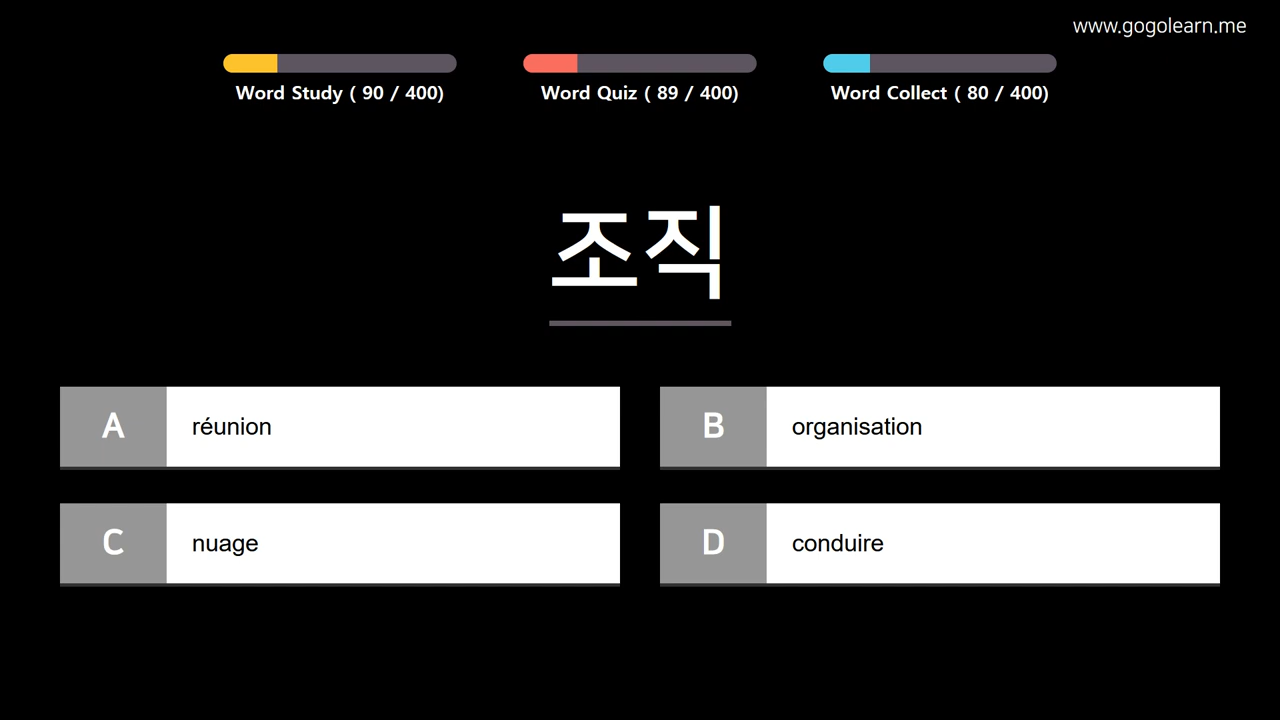 www.gogolearn.me
Word Study ( 90 / 400)
Word Quiz ( 89 / 400)
Word Collect ( 80 / 400)
조직
A réunion
B organisation
C nuage
D conduire